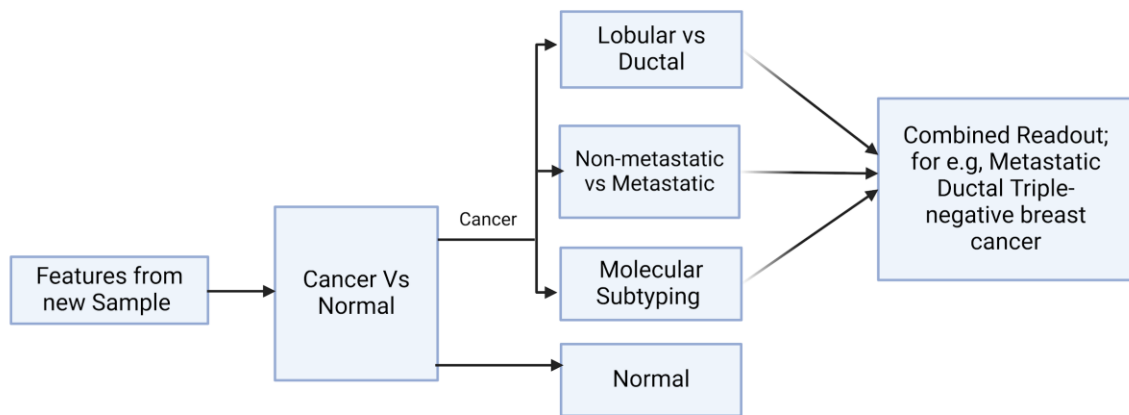 Features from
new Sample
Cancer Vs
Normal
Cancer
Lobular vs
Ductal
Non-metastatic
vs Metastatic
Molecular
Subtyping
Normal
Combined Readout;
for e.g, Metastatic
Ductal Triple-
negative breast
cancer